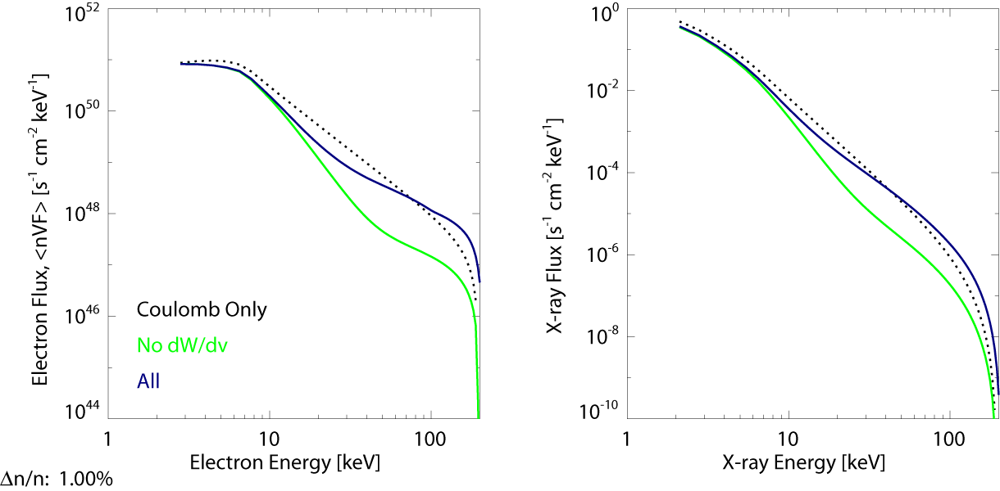 10^52
10^50
10^48
10^46
10^44
Electron Flux, <nVF> [s^-1 cm^-2 keV^-1]
Coulomb Only
No dW/dv
All
1
10
100
Electron Energy [keV]
10^0
10^-2
10^-4
10^-6
10^-8
10^-10
X-ray Flux [s^-1 cm^-2 keV^-1]
1
10
100
X-ray Energy [keV]
Δn/n: 1.00%